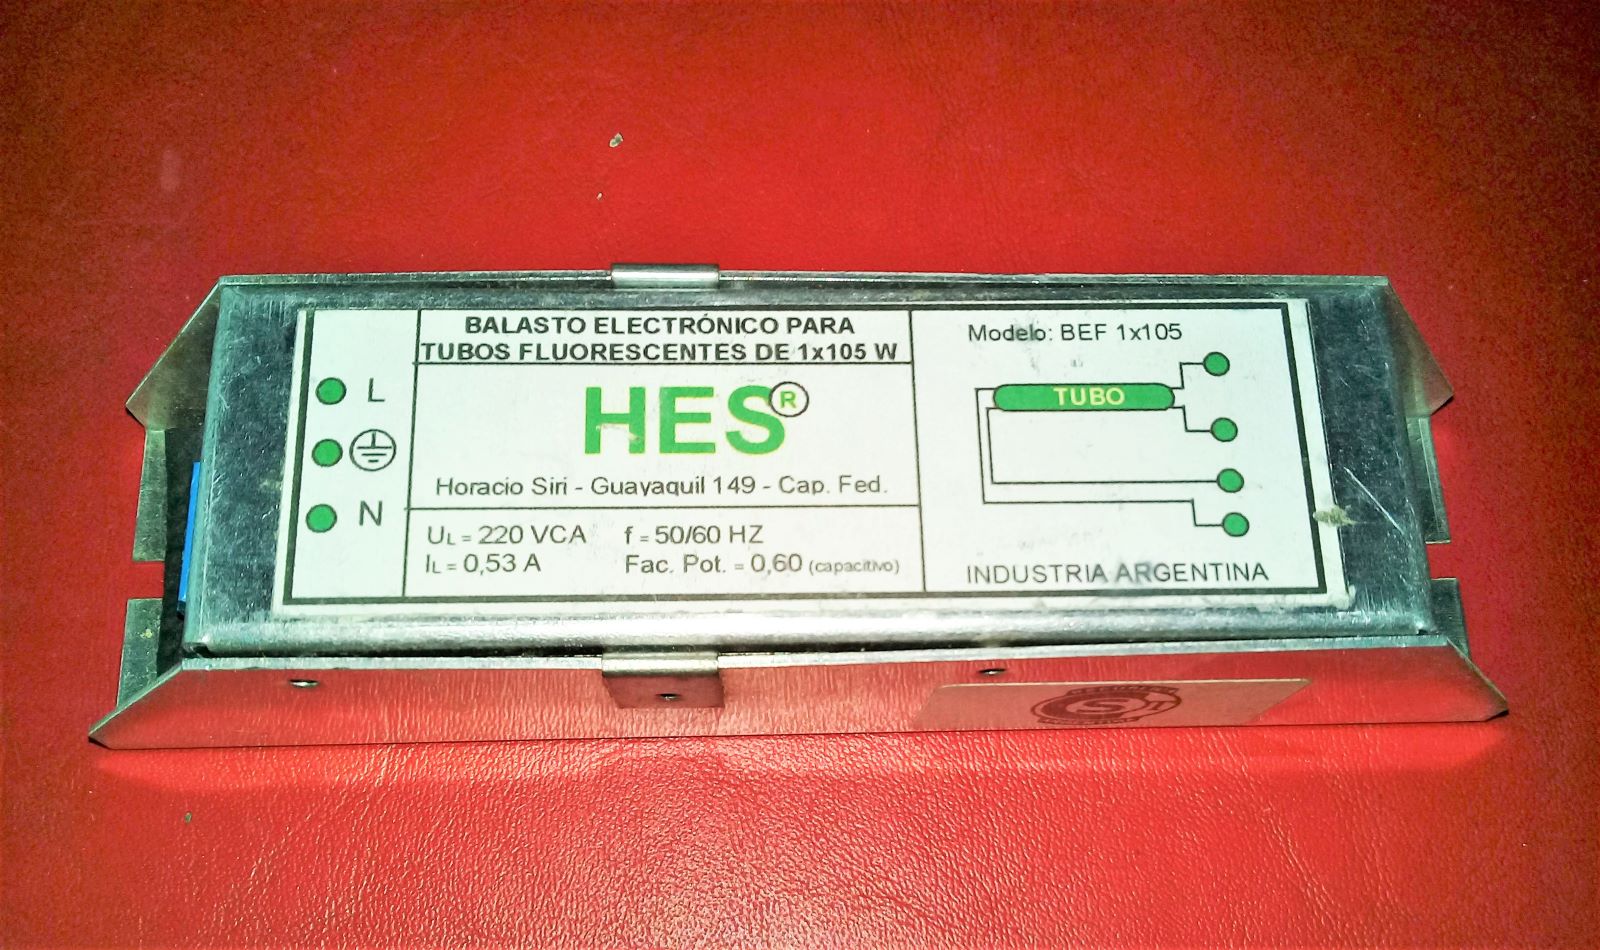 BALASTO ELECTRÓNICO PARA
TUBOS FLUORESCENTES DE 1x105 W
L
N
HES®
Horacio Siri - Guayaquil 149 - Cap. Fed.
UL = 220 VCA f = 50/60 HZ
IL = 0,53 A Fac. Pot. = 0,60 (capacitivo)
Modelo: BEF 1x105
TUBO
INDUSTRIA ARGENTINA
S